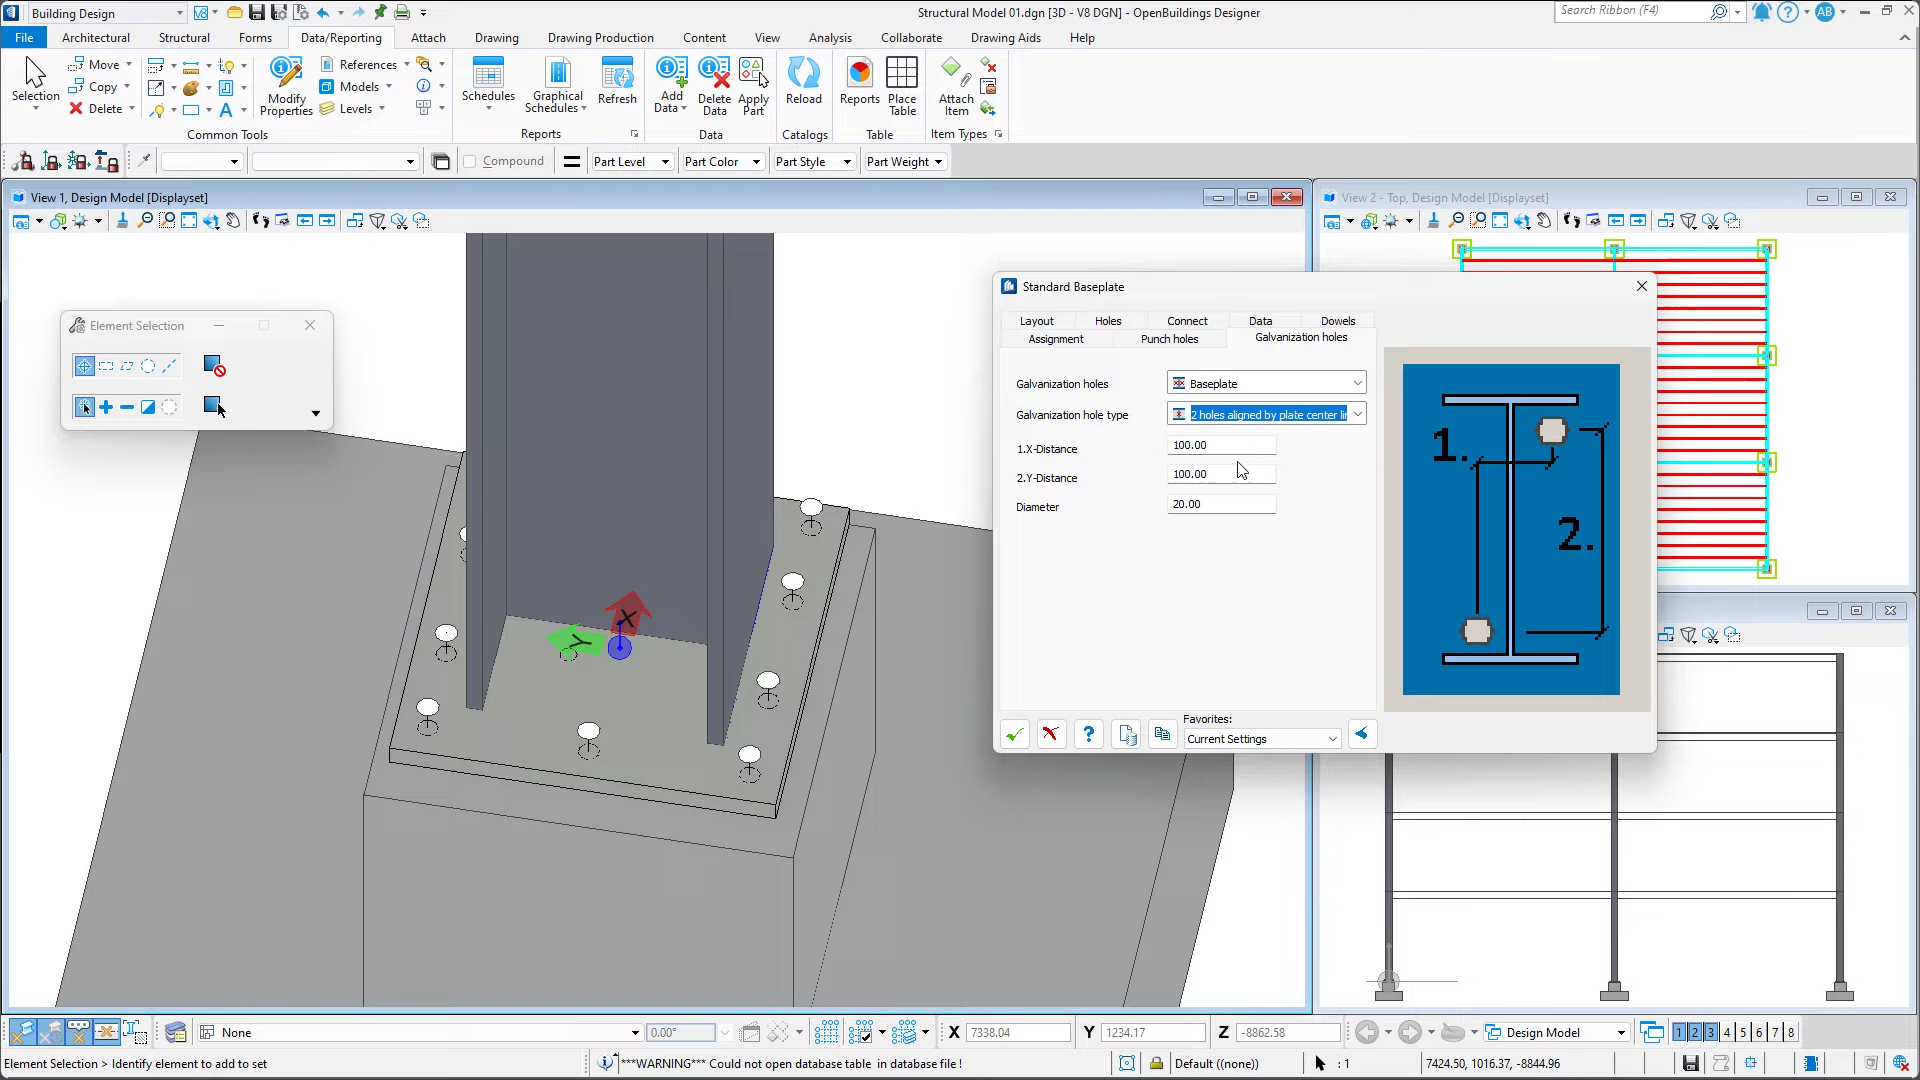 Building Design
Structural Model 01.dgn [3D - V8 DGN] - OpenBuildings Designer
Search Ribbon (F4)
AB
File
Architectural
Structural
Forms
Data/Reporting
Attach
Drawing
Drawing Production
Content
View
Analysis
Collaborate
Drawing Aids
Help
Selection
Move
Copy
Delete
Modify Properties
References
Models
Levels
Common Tools
Schedules
Graphical Schedules
Refresh
Reports
Add Data
Delete Data
Apply Part
Data
Reload
Catalogs
Reports
Place Table
Table
Attach Item
Item Types
Compound
Part Level
Part Color
Part Style
Part Weight
View 1, Design Model [Displayset]
View 2 - Top, Design Model [Displayset]
Element Selection
X
Y
Standard Baseplate
Layout
Holes
Connect
Data
Dowels
Assignment
Punch holes
Galvanization holes
Galvanization holes
Baseplate
Galvanization hole type
2 holes aligned by plate center li
1.X-Distance
100.00
2.Y-Distance
100.00
Diameter
20.00
1.
2.
Favorites:
Current Settings
None
0.00°
X
7338.04
Y
1234.17
Z
-8862.58
Design Model
1 2 3 4 5 6 7 8
Element Selection > Identify element to add to set
***WARNING*** Could not open database table in database file !
Default ((none))
: 1
7424.50, 1016.37, -8844.96